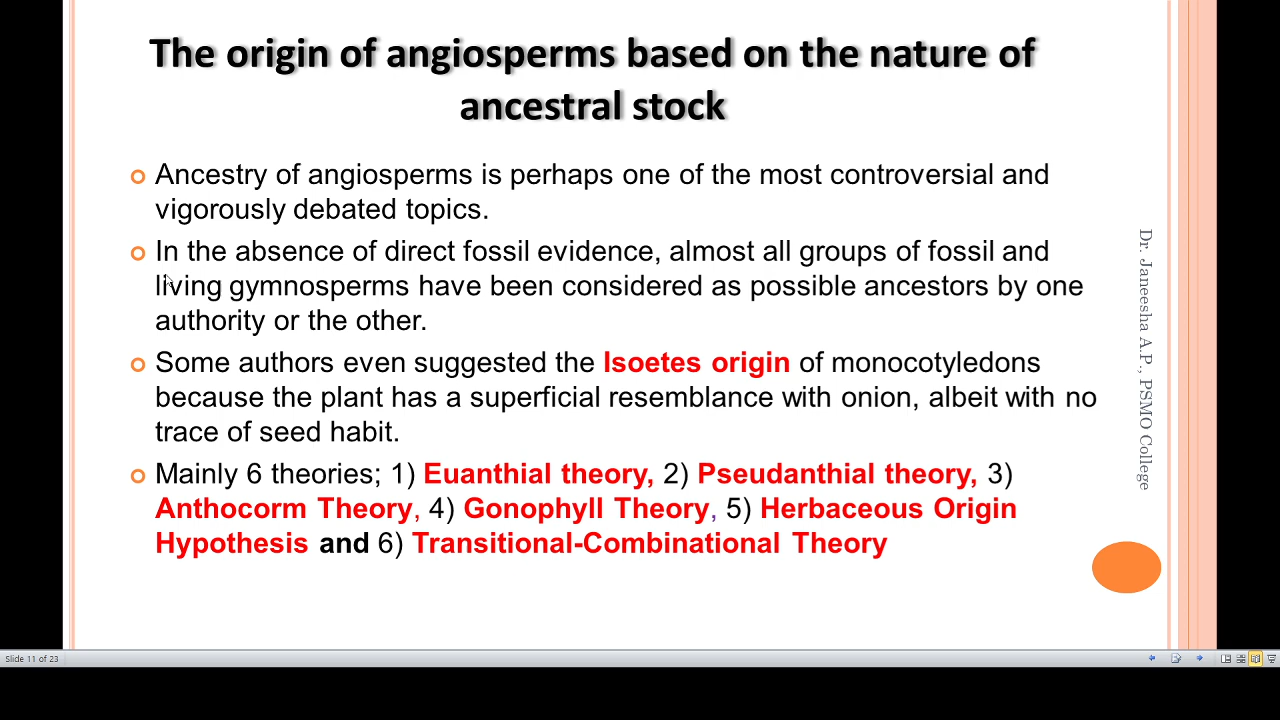 The origin of angiosperms based on the nature of
ancestral stock
Ancestry of angiosperms is perhaps one of the most controversial and
vigorously debated topics.
In the absence of direct fossil evidence, almost all groups of fossil and
living gymnosperms have been considered as possible ancestors by one
authority or the other.
Some authors even suggested the Isoetes origin of monocotyledons
because the plant has a superficial resemblance with onion, albeit with no
trace of seed habit.
Mainly 6 theories; 1) Euanthial theory, 2) Pseudanthial theory, 3)
Anthocorm Theory, 4) Gonophyll Theory, 5) Herbaceous Origin
Hypothesis and 6) Transitional-Combinational Theory
Dr. Janeesha A.P., PSMO College
Slide 11 of 23